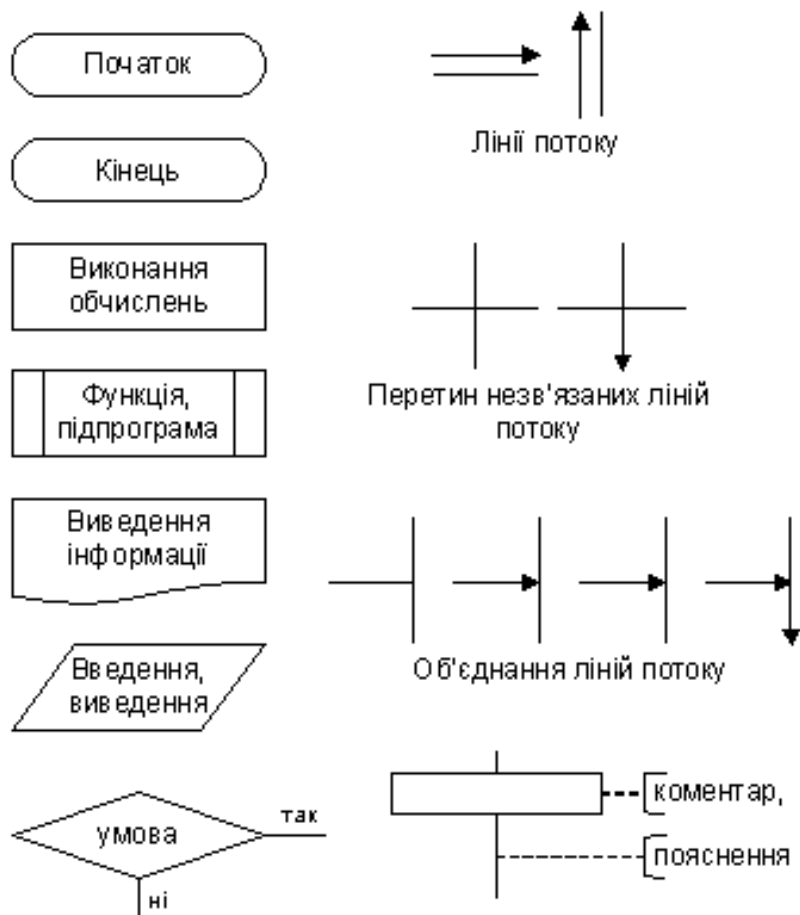 Початок
Кінець
Виконання
обчислень
Функція,
підпрограма
Виведення
інформації
Введення,
виведення
умова
так
ні
Лінії потоку
Перетин незв'язаних ліній
потоку
Об'єднання ліній потоку
коментар,
пояснення